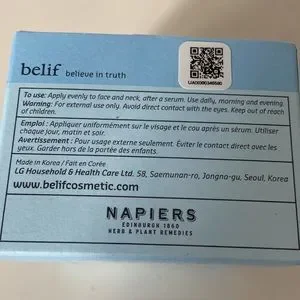 belif believe in truth
To use: Apply evenly to face and neck, after a serum. Use daily, morning and evening.
Warning: For external use only. Avoid direct contact with the eyes. Keep out of reach
of children.
Emploi : Appliquer uniformément sur le visage et le cou après un sérum. Utiliser
chaque jour, matin et soir.
Avertissement : Pour usage externe seulement. Éviter le contact direct avec les
yeux. Garder hors de la portée des enfants.
Made in Korea / Fait en Corée
LG Household & Health Care Ltd. 58, Saemunan-ro, Jongno-gu, Seoul, Korea
www.belifcosmetic.com
NAPIERS
EDINBURGH 1860
HERB & PLANT REMEDIES